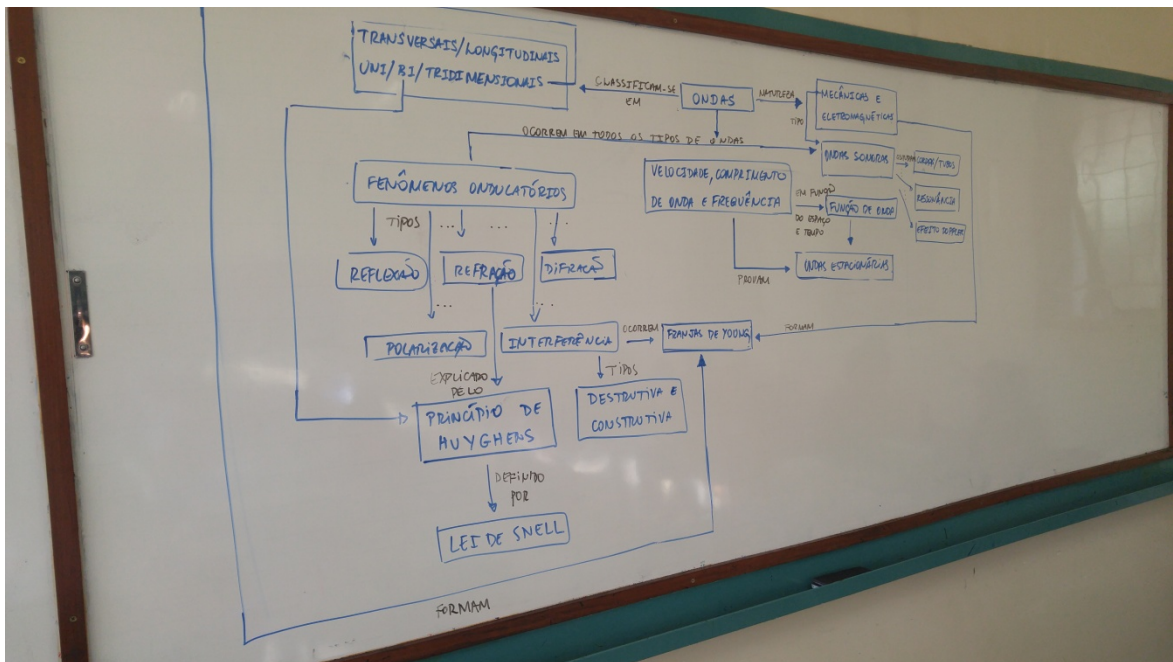 TRANSVERSAIS/LONGITUDINAIS
UNI/BI/TRIDIMENSIONAIS
CLASSIFICAM-SE
EM
ONDAS
NATUREZA
MECÂNICAS E
ELETROMAGNÉTICAS
TIPO
OCORREM EM TODOS OS TIPOS DE ONDAS
ONDAS SONORAS
CORDAS/TUBOS
RESSONÂNCIA
EFEITO DOPPLER
FENÔMENOS ONDULATÓRIOS
VELOCIDADE, COMPRIMENTO
DE ONDA E FREQUÊNCIA
EM FUNÇÃO
DO ESPAÇO
E TEMPO
FUNÇÃO DE ONDA
TIPOS
...
...
...
...
REFLEXÃO
REFRAÇÃO
DIFRAÇÃ
PROVAM
ONDAS ESTACIONÁRIAS
...
...
POLARIZAÇÃO
INTERFERÊNCIA
OCORREM
FRANJAS DE YOUNG
FORMAM
EXPLICADO
PELO
TIPOS
PRINCÍPIO DE
HUYGHENS
DESTRUTIVA E
CONSTRUTIVA
DEFINIDO
POR
LEI DE SNELL
FORMAM